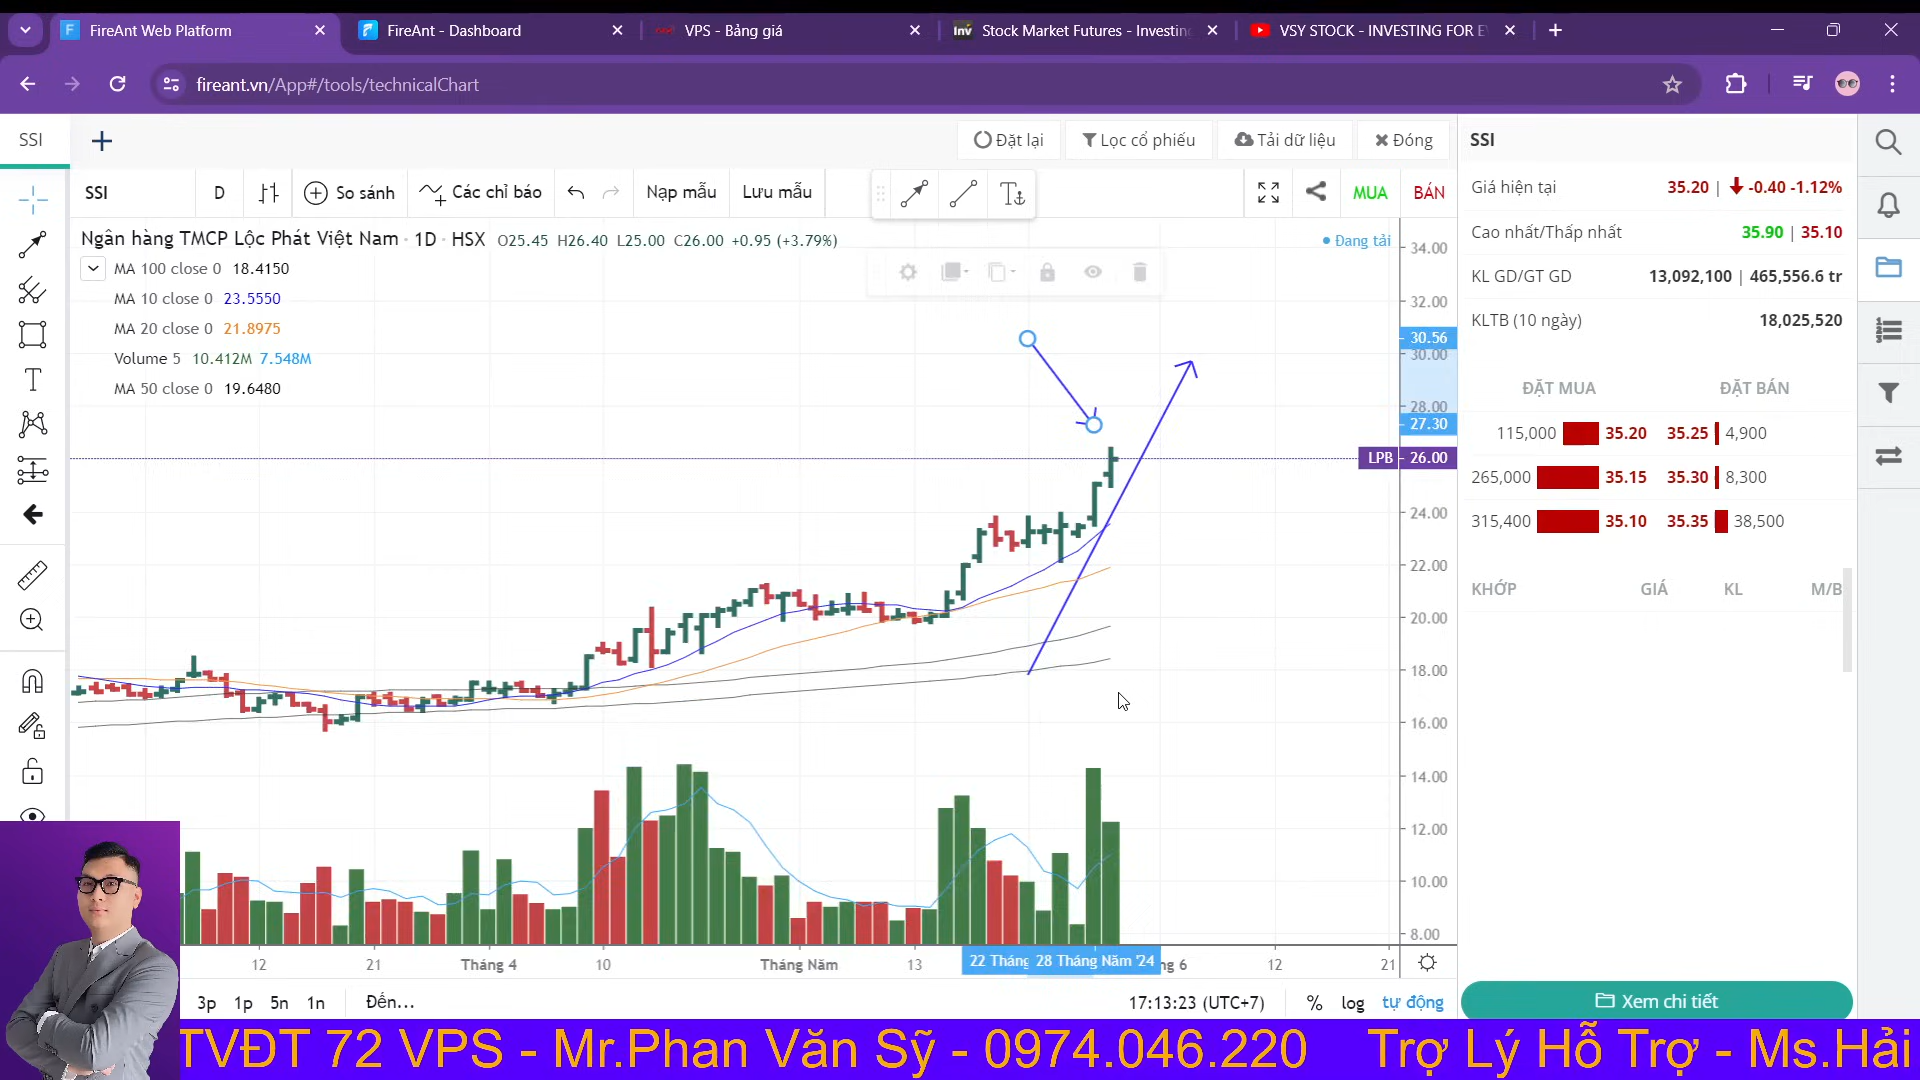 FireAnt Web Platform
FireAnt - Dashboard
VPS - Bảng giá
Stock Market Futures - Investing
VSY STOCK - INVESTING FOR E
fireant.vn/App#/tools/technicalChart
SSI
Đặt lại
Lọc cổ phiếu
Tải dữ liệu
Đóng
SSI
D
So sánh
Các chỉ báo
Nạp mẫu
Lưu mẫu
MUA
BÁN
Ngân hàng TMCP Lộc Phát Việt Nam · 1D · HSX O25.45 H26.40 L25.00 C26.00 +0.95 (+3.79%)
Đang tải
MA 100 close 0 18.4150
MA 10 close 0 23.5550
MA 20 close 0 21.8975
Volume 5 10.412M 7.548M
MA 50 close 0 19.6480
34.00
32.00
30.56
30.00
28.00
27.30
LPB 26.00
24.00
22.00
20.00
18.00
16.00
14.00
12.00
10.00
8.00
12
21
Tháng 4
10
Tháng Năm
13
22 Tháng
28 Tháng Năm '24
ng 6
12
21
3p 1p 5n 1n
Đến...
17:13:23 (UTC+7)
%
log
tự động
SSI
Giá hiện tại 35.20 | -0.40 -1.12%
Cao nhất/Thấp nhất 35.90 | 35.10
KL GD/GT GD 13,092,100 | 465,556.6 tr
KLTB (10 ngày) 18,025,520
ĐẶT MUA ĐẶT BÁN
115,000 35.20 35.25 4,900
265,000 35.15 35.30 8,300
315,400 35.10 35.35 38,500
KHỚP GIÁ KL M/B
Xem chi tiết
TVĐT 72 VPS - Mr.Phan Văn Sỹ - 0974.046.220 Trợ Lý Hỗ Trợ - Ms.Hải